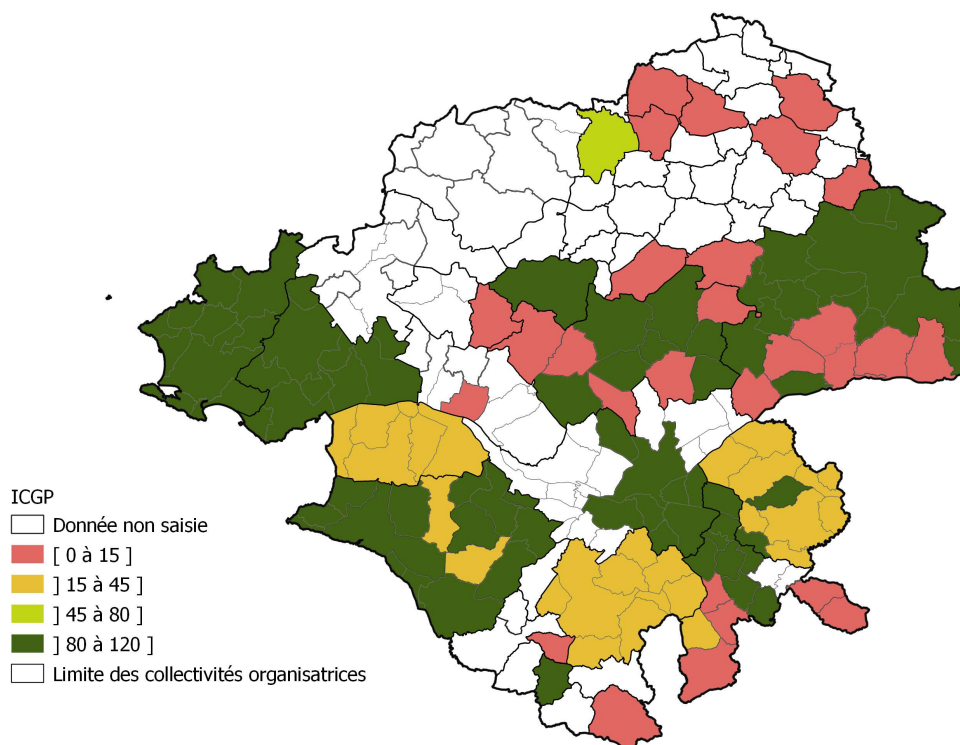 ICGP
Donnée non saisie
[ 0 à 15 ]
] 15 à 45 ]
] 45 à 80 ]
] 80 à 120 ]
Limite des collectivités organisatrices